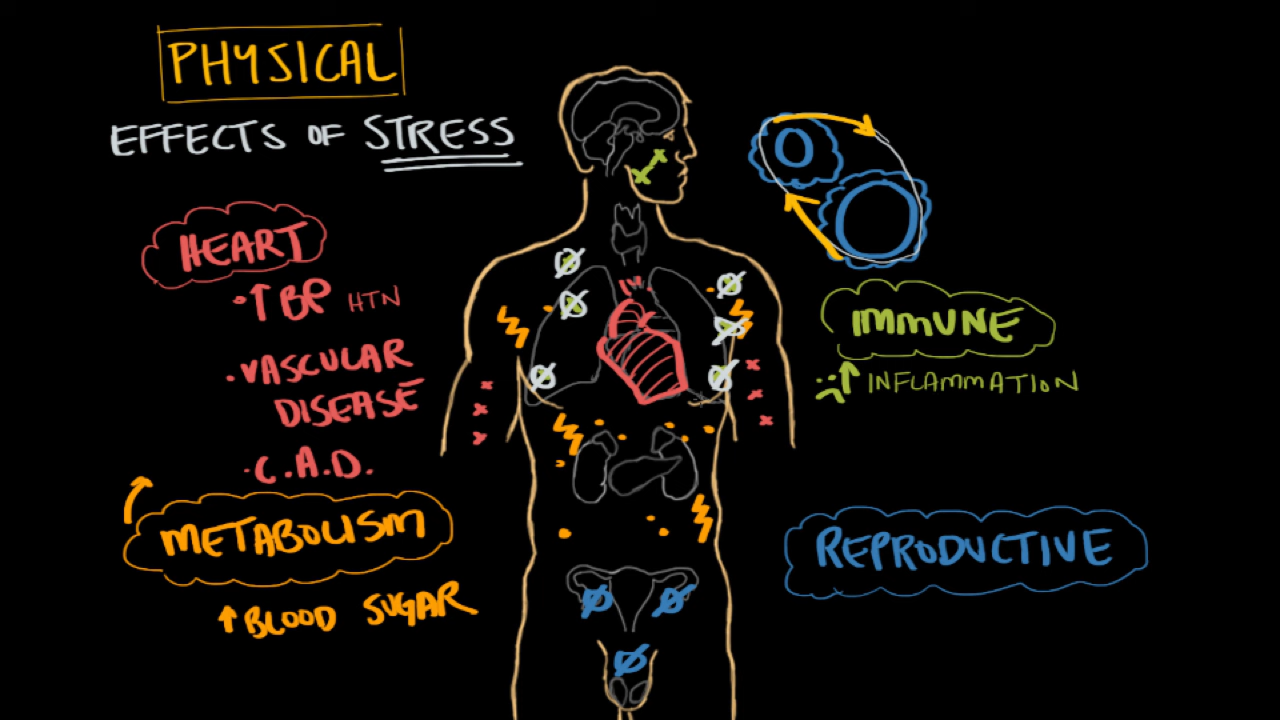 PHYSICAL
EFFECTS OF STRESS
HEART
• ↑ BP HTN
• VASCULAR
DISEASE
• C.A.D.
↑ METABOLISM
↑ BLOOD SUGAR
IMMUNE
↑ INFLAMMATION
REPRODUCTIVE